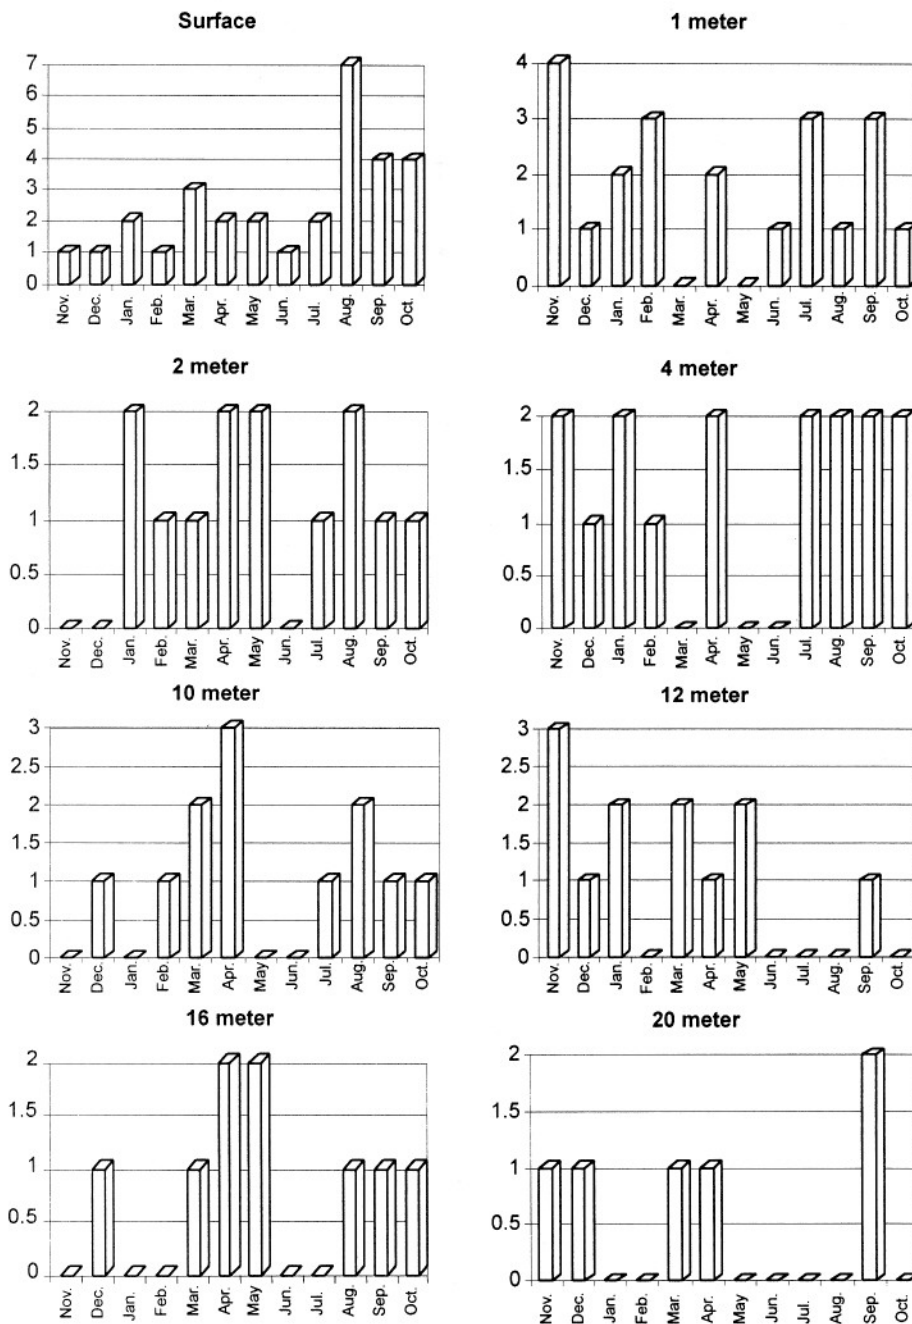 Surface
7
6
5
4
3
2
1
0
Nov. Dec. Jan. Feb. Mar. Apr. May Jun. Jul. Aug. Sep. Oct.
1 meter
4
3
2
1
0
Nov. Dec. Jan. Feb. Mar. Apr. May Jun. Jul. Aug. Sep. Oct.
2 meter
2
1.5
1
0.5
0
Nov. Dec. Jan. Feb. Mar. Apr. May Jun. Jul. Aug. Sep. Oct.
4 meter
2
1.5
1
0.5
0
Nov. Dec. Jan. Feb. Mar. Apr. May Jun. Jul. Aug. Sep. Oct.
10 meter
3
2.5
2
1.5
1
0.5
0
Nov. Dec. Jan. Feb. Mar. Apr. May Jun. Jul. Aug. Sep. Oct.
12 meter
3
2.5
2
1.5
1
0.5
0
Nov. Dec. Jan. Feb. Mar. Apr. May Jun. Jul. Aug. Sep. Oct.
16 meter
2
1.5
1
0.5
0
Nov. Dec. Jan. Feb. Mar. Apr. May Jun. Jul. Aug. Sep. Oct.
20 meter
2
1.5
1
0.5
0
Nov. Dec. Jan. Feb. Mar. Apr. May Jun. Jul. Aug. Sep. Oct.